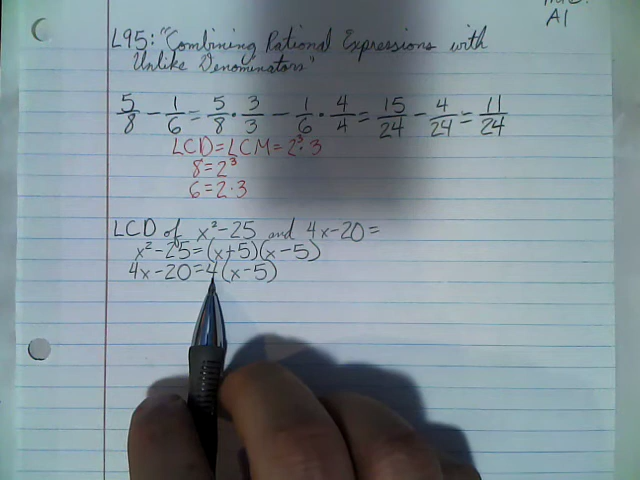 A1
L95: "Combining Rational Expressions with
Unlike Denominators"
5/8 - 1/6 = 5/8 · 3/3 - 1/6 · 4/4 = 15/24 - 4/24 = 11/24
LCD = LCM = 2³ · 3
8 = 2³
6 = 2 · 3
LCD of x² - 25 and 4x - 20 =
x² - 25 = (x + 5)(x - 5)
4x - 20 = 4(x - 5)